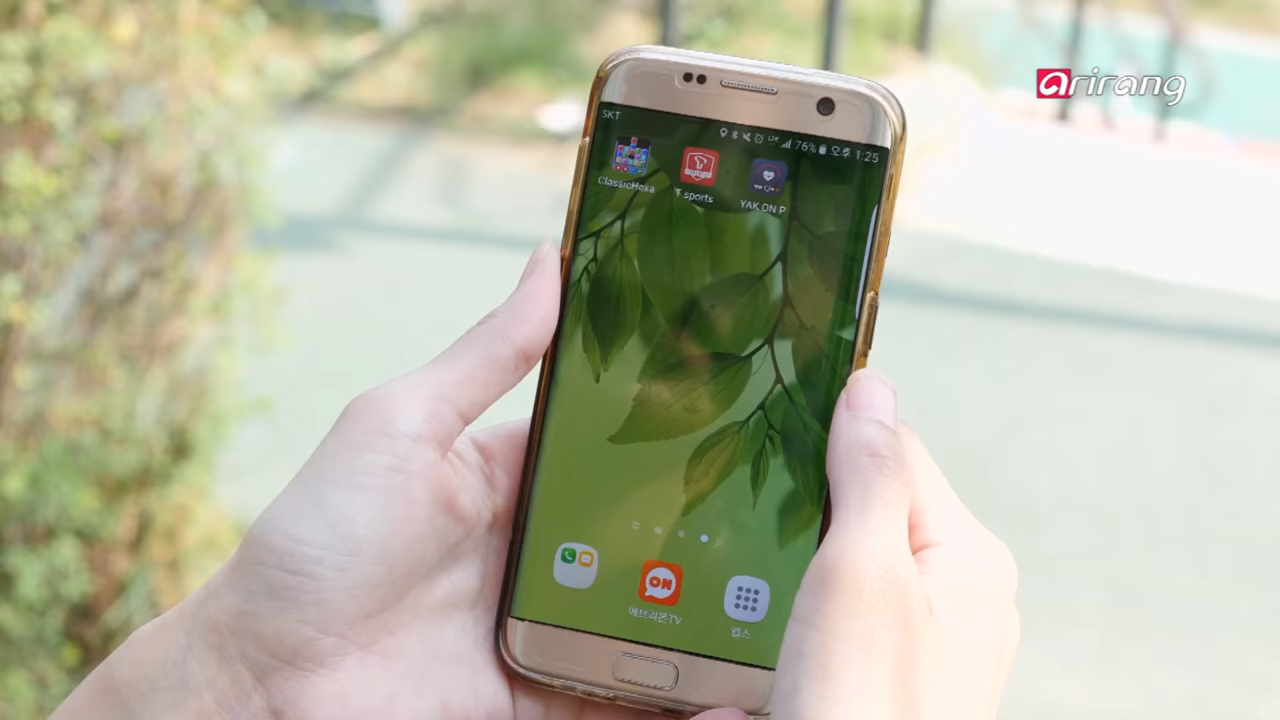 arirang
SKT
76% 오후 1:25
ClassicHexa
T sports
YAK ON P
ON
에브리온TV
앱스